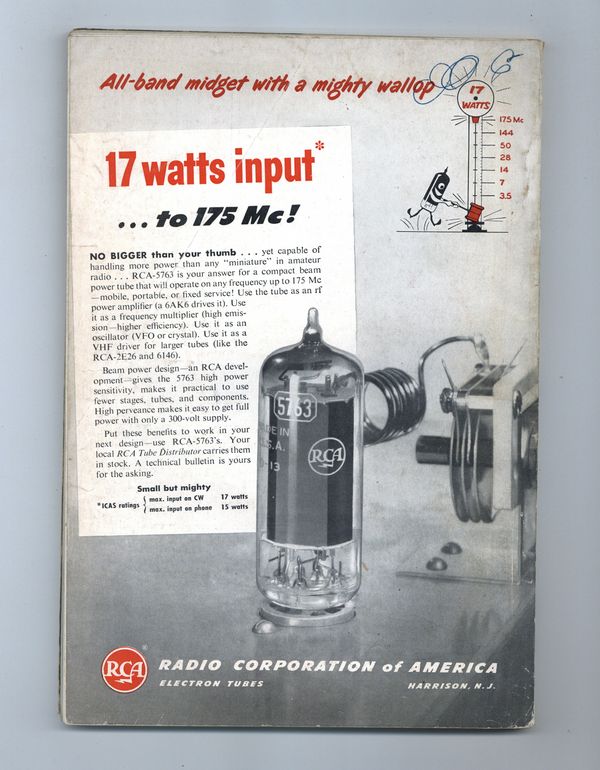 All-band midget with a mighty wallop
17
WATTS
175 Mc
144
50
28
14
7
3.5
17 watts input*
...to 175 Mc!
NO BIGGER than your thumb . . . yet capable of
handling more power than any "miniature" in amateur
radio . . . RCA-5763 is your answer for a compact beam
power tube that will operate on any frequency up to 175 Mc
—mobile, portable, or fixed service! Use the tube as an rf
power amplifier (a 6AK6 drives it). Use
it as a frequency multiplier (high emis-
sion—higher efficiency). Use it as an
oscillator (VFO or crystal). Use it as a
VHF driver for larger tubes (like the
RCA-2E26 and 6146).
Beam power design—an RCA devel-
opment—gives the 5763 high power
sensitivity, makes it practical to use
fewer stages, tubes, and components.
High perveance makes it easy to get full
power with only a 300-volt supply.
Put these benefits to work in your
next design—use RCA-5763's. Your
local RCA Tube Distributor carries them
in stock. A technical bulletin is yours
for the asking.
Small but mighty
*ICAS ratings { max. input on CW 17 watts
max. input on phone 15 watts
5763
DE IN
.S.A.
0-13
RCA
RCA ®
RADIO CORPORATION of AMERICA
ELECTRON TUBES HARRISON, N. J.